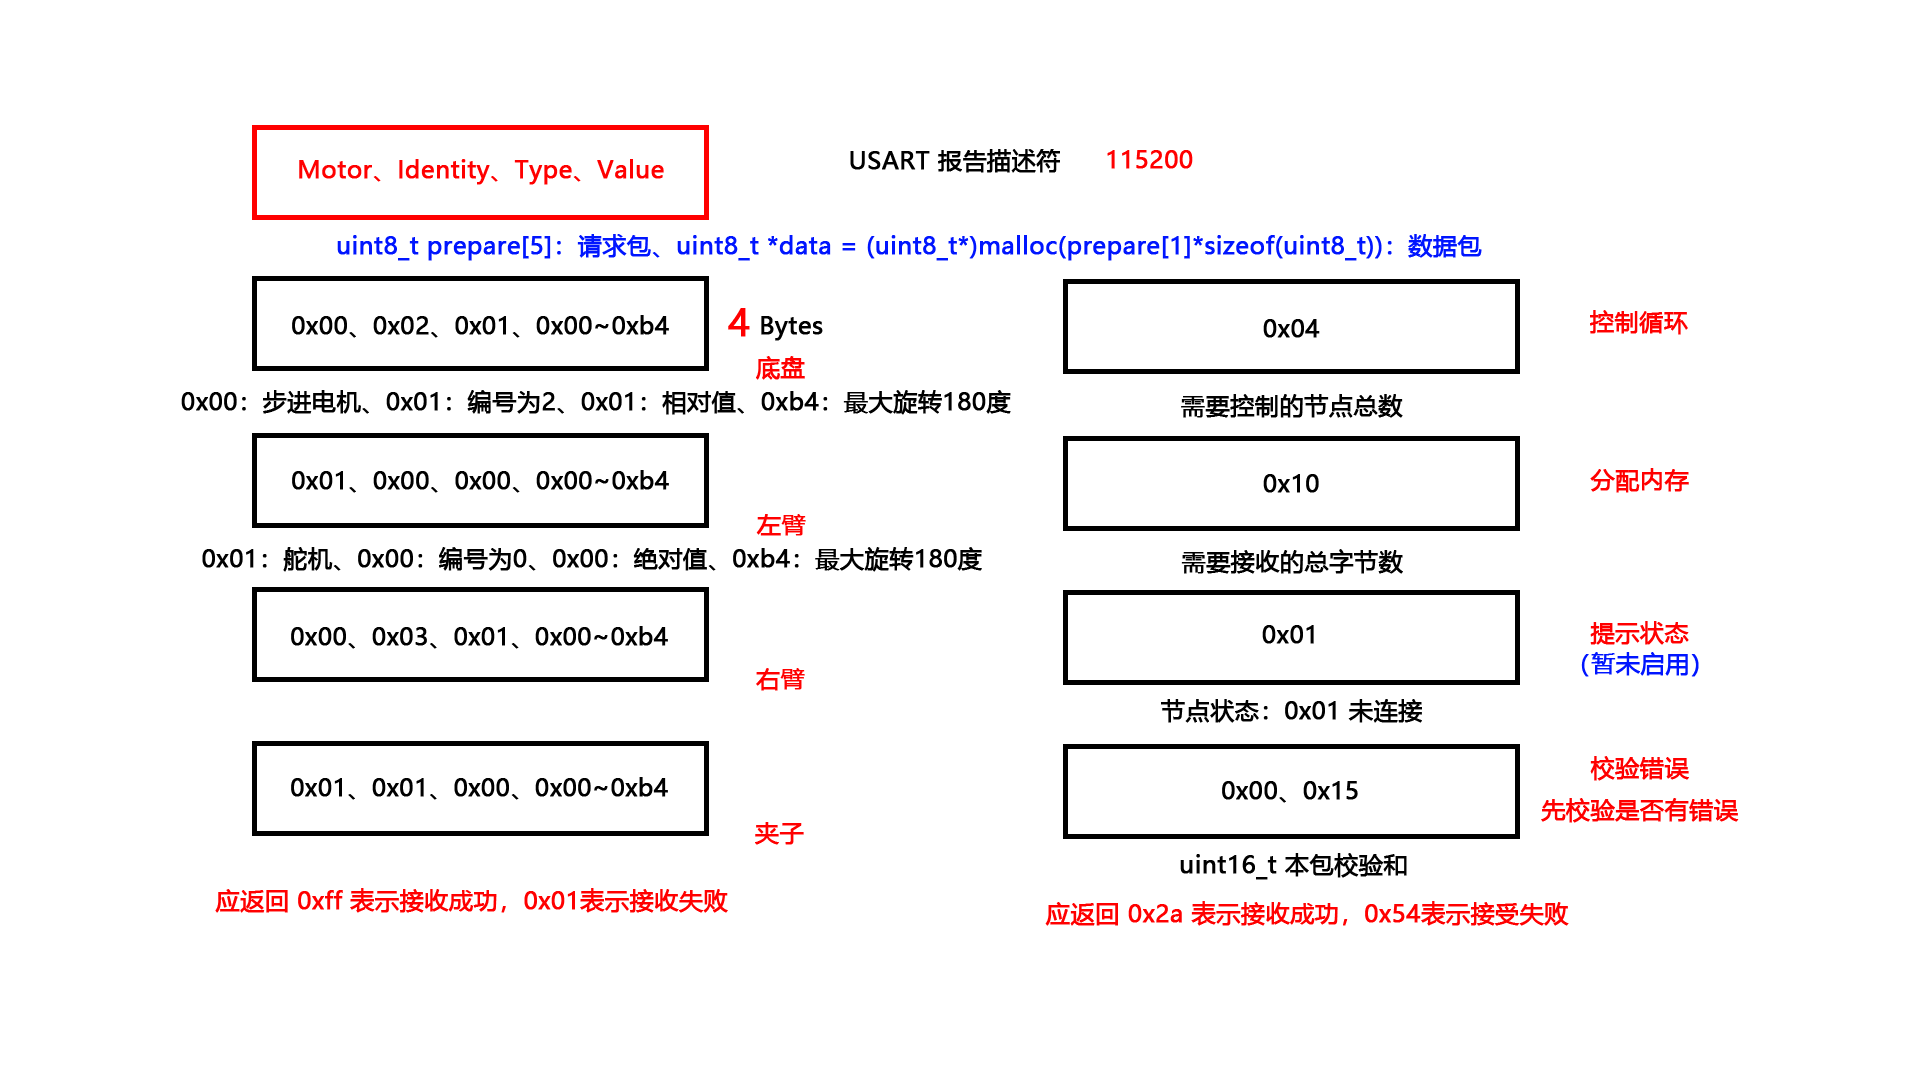 Motor、Identity、Type、Value
USART 报告描述符 115200
uint8_t prepare[5]：请求包、uint8_t *data = (uint8_t*)malloc(prepare[1]*sizeof(uint8_t))：数据包
0x00、0x02、0x01、0x00~0xb4
4 Bytes
底盘
0x00：步进电机、0x01：编号为2、0x01：相对值、0xb4：最大旋转180度
0x01、0x00、0x00、0x00~0xb4
左臂
0x01：舵机、0x00：编号为0、0x00：绝对值、0xb4：最大旋转180度
0x00、0x03、0x01、0x00~0xb4
右臂
0x01、0x01、0x00、0x00~0xb4
夹子
应返回 0xff 表示接收成功，0x01表示接收失败
0x04
控制循环
需要控制的节点总数
0x10
分配内存
需要接收的总字节数
0x01
提示状态
（暂未启用）
节点状态：0x01 未连接
0x00、0x15
校验错误
先校验是否有错误
uint16_t 本包校验和
应返回 0x2a 表示接收成功，0x54表示接受失败